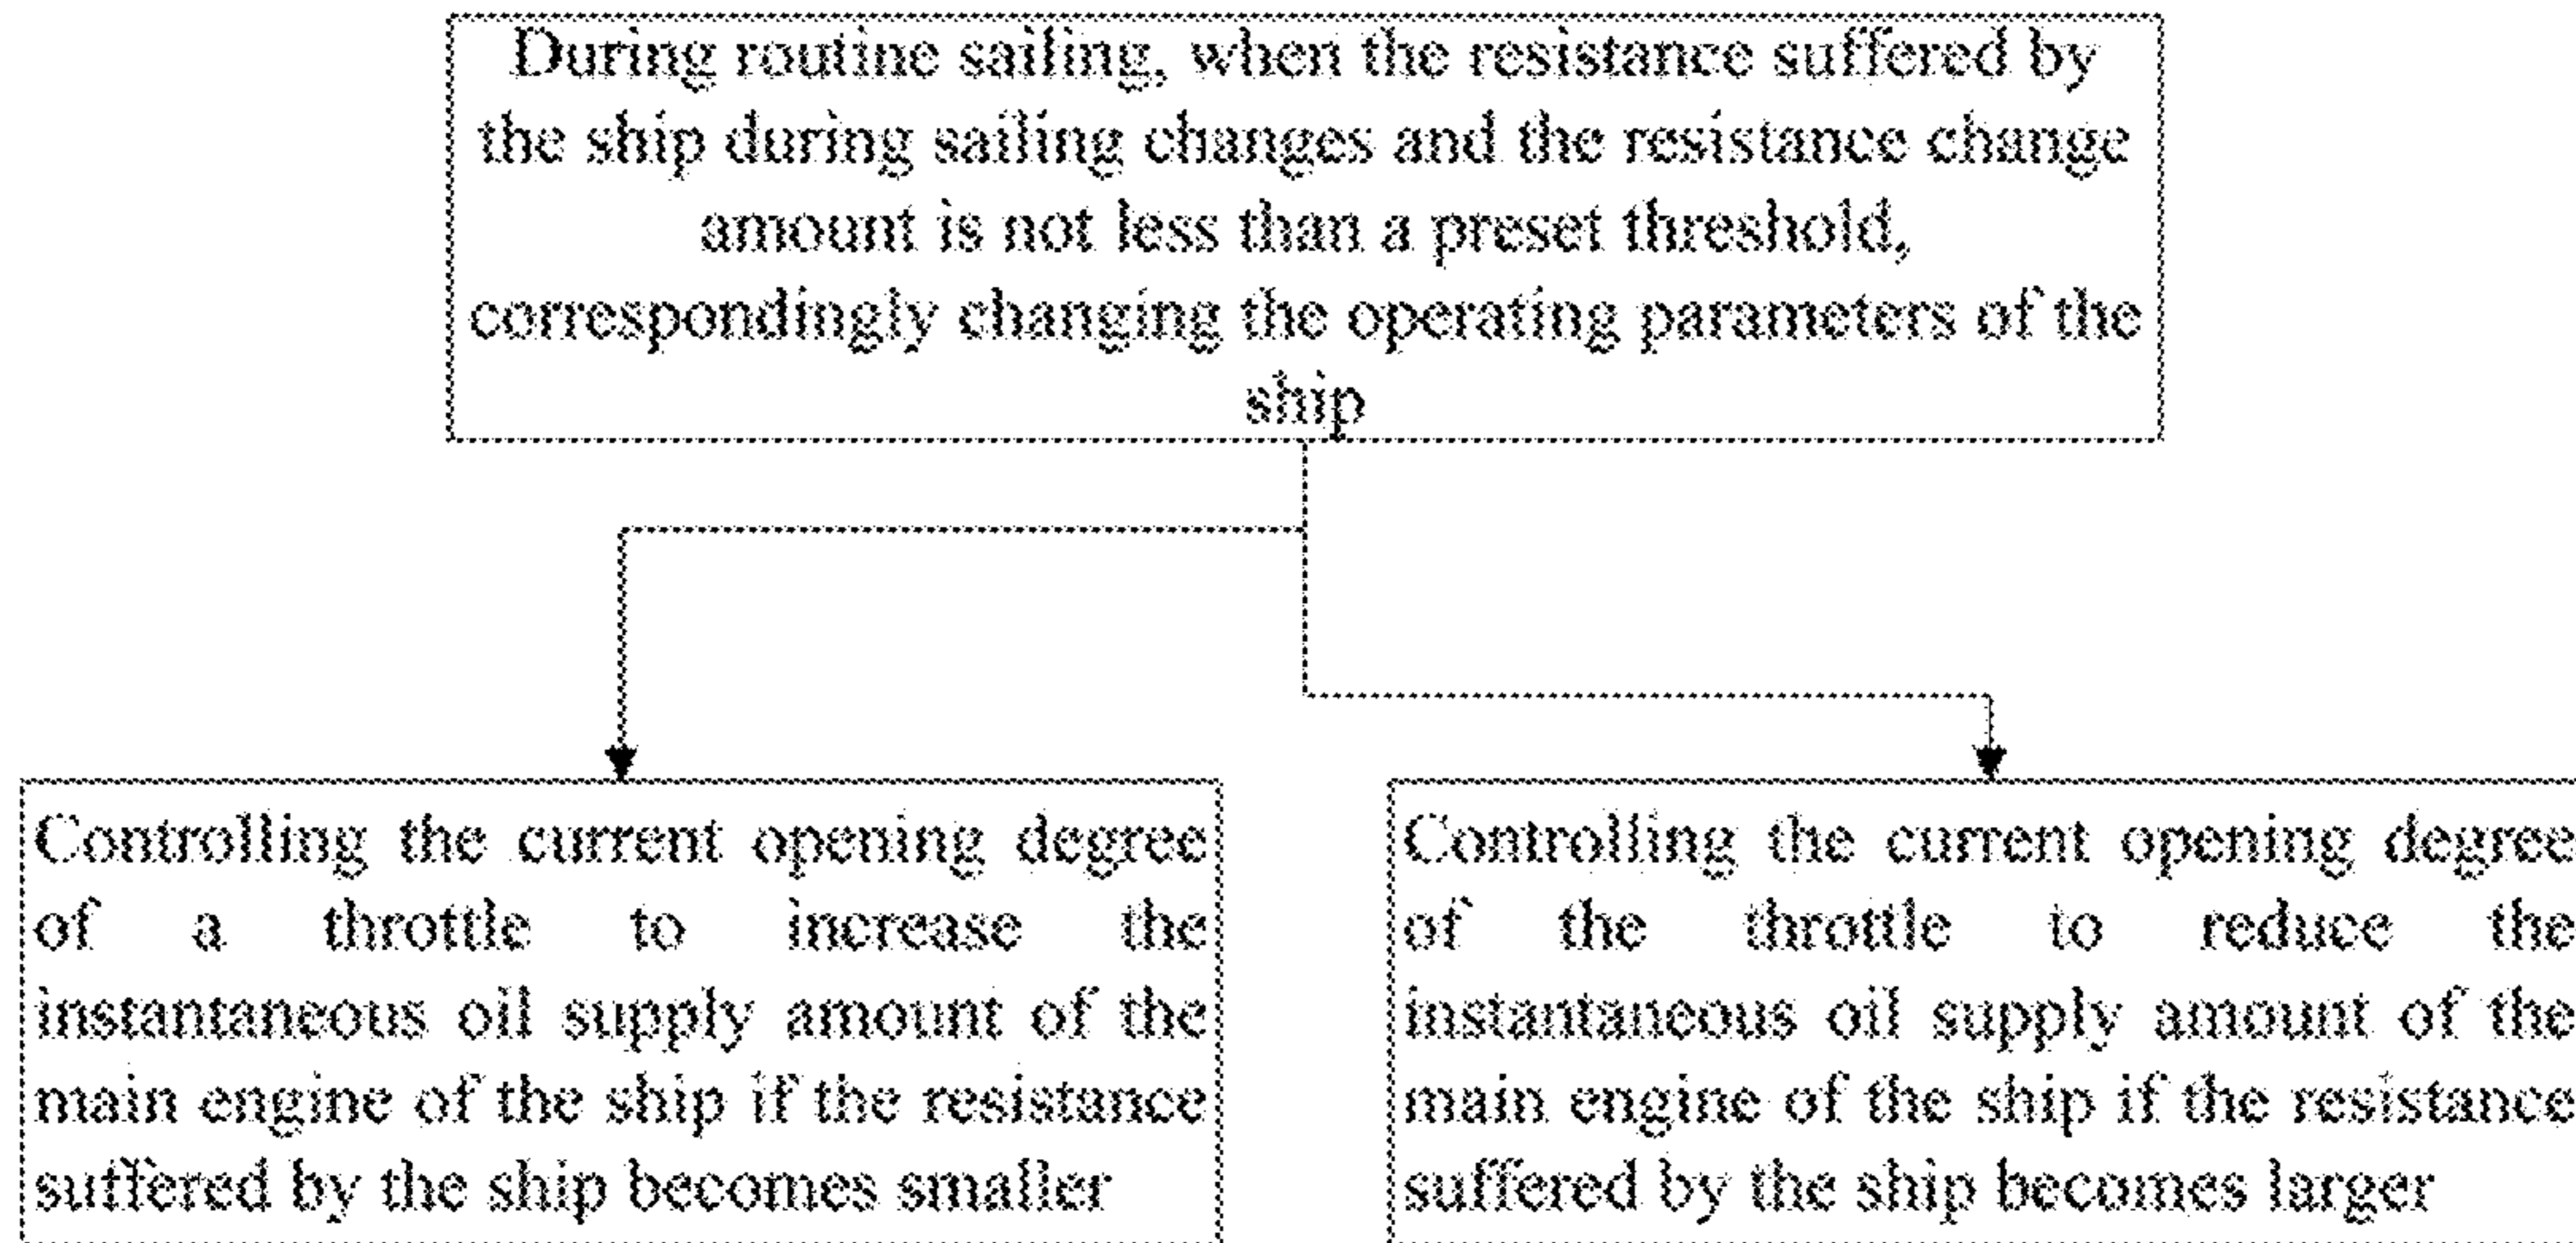 During routine sailing, when the resistance suffered by
the ship during sailing changes and the resistance change
amount is not less than a preset threshold,
correspondingly changing the operating parameters of the
ship
Controlling the current opening degree
of a throttle to increase the
instantaneous oil supply amount of the
main engine of the ship if the resistance
suffered by the ship becomes smaller
Controlling the current opening degree
of the throttle to reduce the
instantaneous oil supply amount of the
main engine of the ship if the resistance
suffered by the ship becomes larger